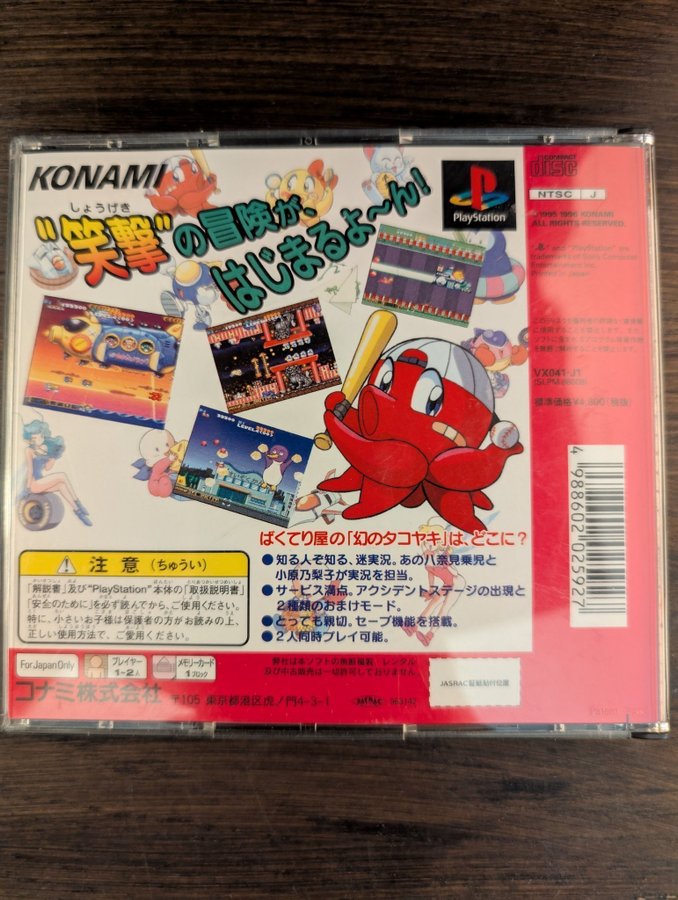 KONAMI
しょうげき
"笑撃"の冒険が、
はじまるょ〜ん!
PlayStation
COMPACT
disc
NTSC J
©1995 1996 KONAMI
ALL RIGHTS RESERVED.
"PS" and "PlayStation" are
trademarks of Sony Computer
Entertainment Inc.
Printed in Japan
VX041-J1
標準価格¥4,800(税抜)
4 988602 025927
ばくてり屋の「幻のタコヤキ」は、どこに?
●知る人ぞ知る、迷実況。あの八奈見乗児と
小原乃梨子が実況を担当。
●サービス満点。アクシデントステージの出現と
2種類のおまけモード。
●とっても親切、セーブ機能を搭載。
●2人同時プレイ可能。
注意(ちゅうい)
「解説書」及び"PlayStation"本体の「取扱説明書」
「安全のために」を必ず読んでから、ご使用ください。
特に、小さいお子様は保護者の方がお読みの上、
正しい使用方法で、ご愛用ください。
For Japan Only
プレイヤー
1〜2人
メモリーカード
1ブロック
弊社は本ソフトの無断複製 レンタル
及び中古販売は一切許可しておりません
コナミ株式会社 〒105 東京都港区虎ノ門4-3-1
JASRAC証紙貼付位置